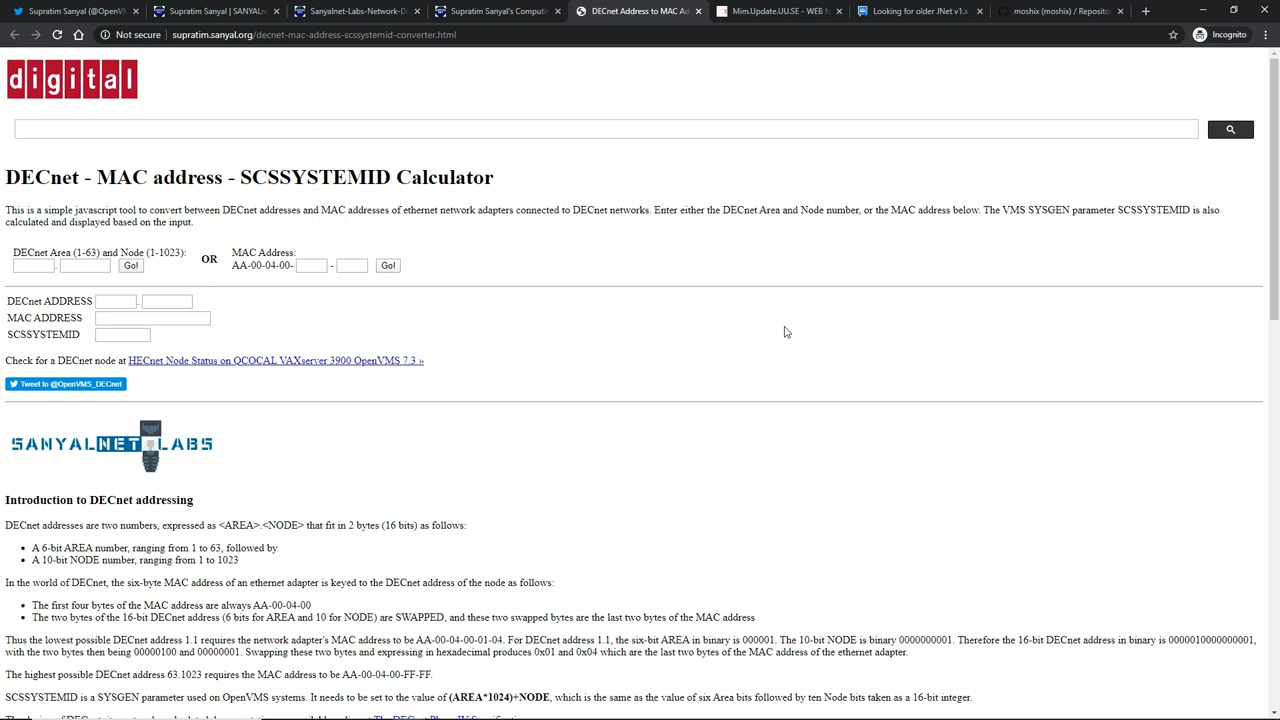 Supratim Sanyal (@OpenVMS
Supratim Sanyal | SANYALn
Sanyalnet-Labs-Network-D
Supratim Sanyal's Compute
DECnet Address to MAC Ad
Mim.Update.UU.SE - WEB fo
Looking for older JNet v1.x
moshix (moshix) / Reposito
Not secure | supratim.sanyal.org/decnet-mac-address-scssystemid-converter.html
Incognito
digital
DECnet - MAC address - SCSSYSTEMID Calculator
This is a simple javascript tool to convert between DECnet addresses and MAC addresses of ethernet network adapters connected to DECnet networks. Enter either the DECnet Area and Node number, or the MAC address below. The VMS SYSGEN parameter SCSSYSTEMID is also
calculated and displayed based on the input.
DECnet Area (1-63) and Node (1-1023):
. Go!
OR
MAC Address:
AA-00-04-00- - Go!
DECnet ADDRESS .
MAC ADDRESS
SCSSYSTEMID
Check for a DECnet node at HECnet Node Status on QCOCAL VAXserver 3900 OpenVMS 7.3 »
Tweet to @OpenVMS_DECnet
SANYALNET LABS
Introduction to DECnet addressing
DECnet addresses are two numbers, expressed as <AREA>.<NODE> that fit in 2 bytes (16 bits) as follows:
• A 6-bit AREA number, ranging from 1 to 63, followed by
• A 10-bit NODE number, ranging from 1 to 1023
In the world of DECnet, the six-byte MAC address of an ethernet adapter is keyed to the DECnet address of the node as follows:
• The first four bytes of the MAC address are always AA-00-04-00
• The two bytes of the 16-bit DECnet address (6 bits for AREA and 10 for NODE) are SWAPPED, and these two swapped bytes are the last two bytes of the MAC address
Thus the lowest possible DECnet address 1.1 requires the network adapter's MAC address to be AA-00-04-00-01-04. For DECnet address 1.1, the six-bit AREA in binary is 000001. The 10-bit NODE is binary 0000000001. Therefore the 16-bit DECnet address in binary is 0000010000000001,
with the two bytes then being 00000100 and 00000001. Swapping these two bytes and expressing in hexadecimal produces 0x01 and 0x04 which are the last two bytes of the MAC address of the ethernet adapter.
The highest possible DECnet address 63.1023 requires the MAC address to be AA-00-04-00-FF-FF.
SCSSYSTEMID is a SYSGEN parameter used on OpenVMS systems. It needs to be set to the value of (AREA*1024)+NODE, which is the same as the value of six Area bits followed by ten Node bits taken as a 16-bit integer.